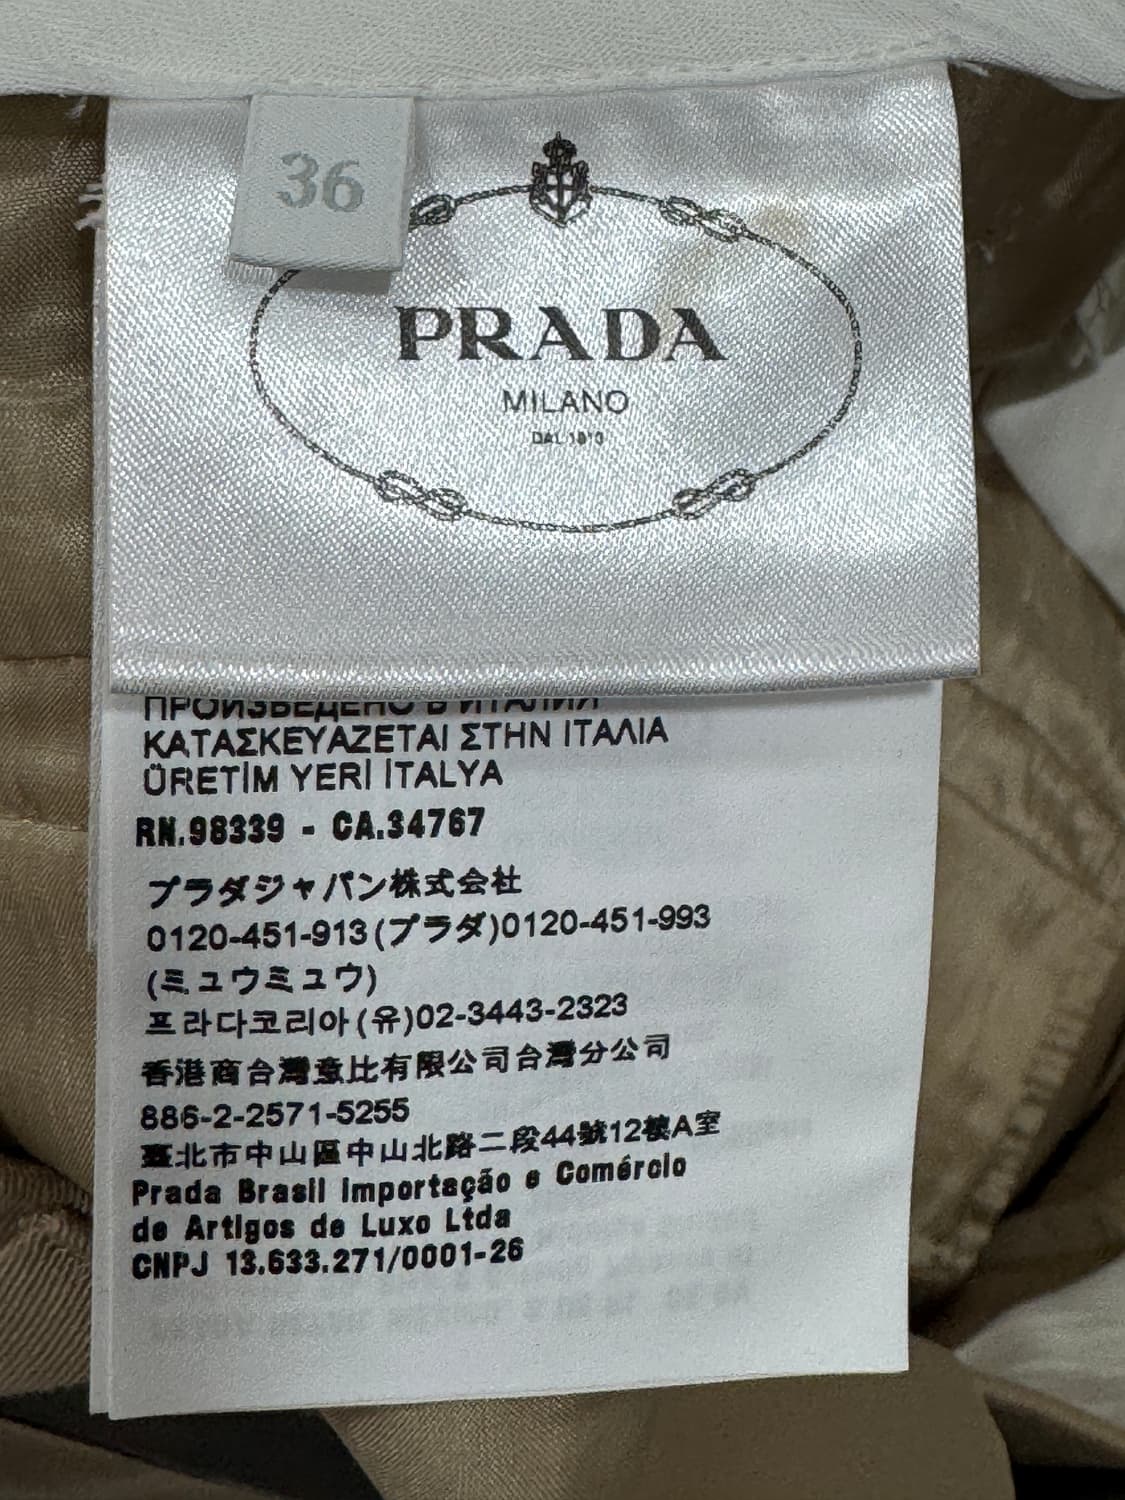 36
PRADA
MILANO
DAL 1913
ПРОИЗВЕДЕНО В ИТАЛИИ
ΚΑΤΑΣΚΕΥΑΖΕΤΑΙ ΣΤΗΝ ΙΤΑΛΙΑ
ÜRETİM YERİ İTALYA
RN.98339 - CA.34767
プラダジャパン株式会社
0120-451-913(プラダ)0120-451-993
(ミュウミュウ)
프라다코리아(유)02-3443-2323
香港商台灣意比有限公司台灣分公司
886-2-2571-5255
臺北市中山區中山北路二段44號12樓A室
Prada Brasil Importação e Comércio
de Artigos de Luxo Ltda
CNPJ 13.633.271/0001-26